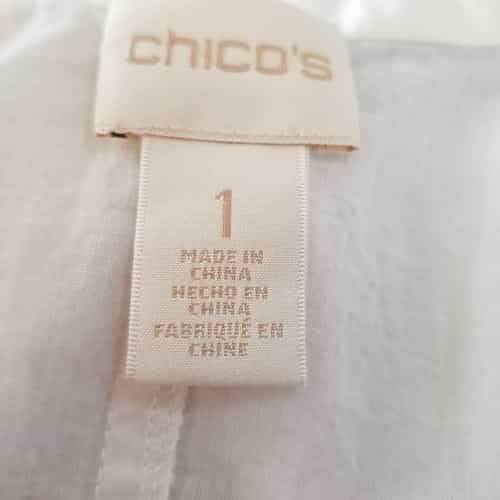 chico's
1
MADE IN
CHINA
HECHO EN
CHINA
FABRIQUÉ EN
CHINE